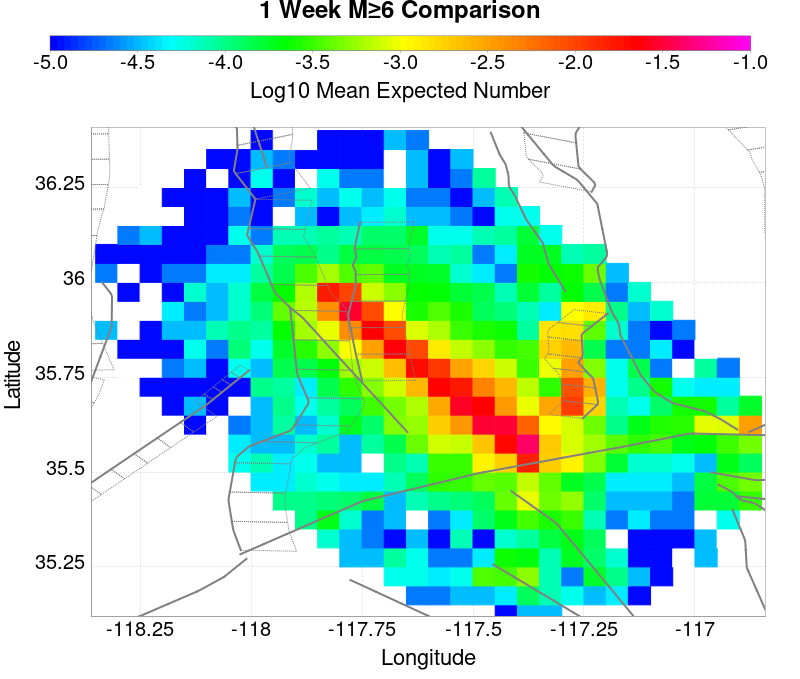 1 Week M≥6 Comparison
-5.0 -4.5 -4.0 -3.5 -3.0 -2.5 -2.0 -1.5 -1.0
Log10 Mean Expected Number
36.25
36
35.75
35.5
35.25
Latitude
-118.25 -118 -117.75 -117.5 -117.25 -117
Longitude